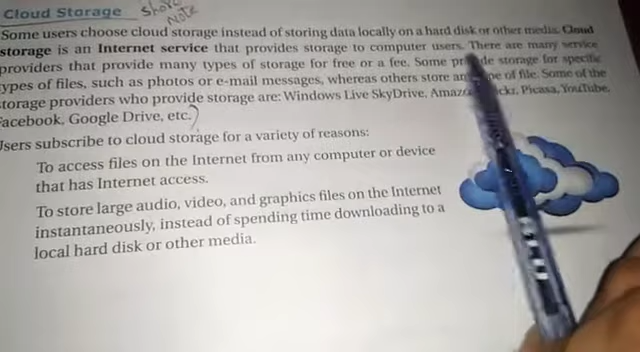 Cloud Storage
Short
Note
Some users choose cloud storage instead of storing data locally on a hard disk or other media. Cloud
storage is an Internet service that provides storage to computer users. There are many service
providers that provide many types of storage for free or a fee. Some provide storage for specific
ypes of files, such as photos or e-mail messages, whereas others store any of file. Some of the
torage providers who provide storage are: Windows Live SkyDrive, Picasa, YouTube,
Facebook, Google Drive, etc.
Users subscribe to cloud storage for a variety of reasons:
To access files on the Internet from any computer or device
that has Internet access.
To store large audio, video, and graphics files on the Internet
instantaneously, instead of spending time downloading to a
local hard disk or other media.